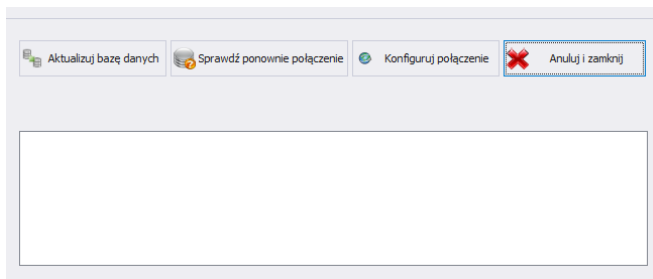 Aktualizuj bazę danych
Sprawdź ponownie połączenie
Konfiguruj połączenie
Anuluj i zamknij